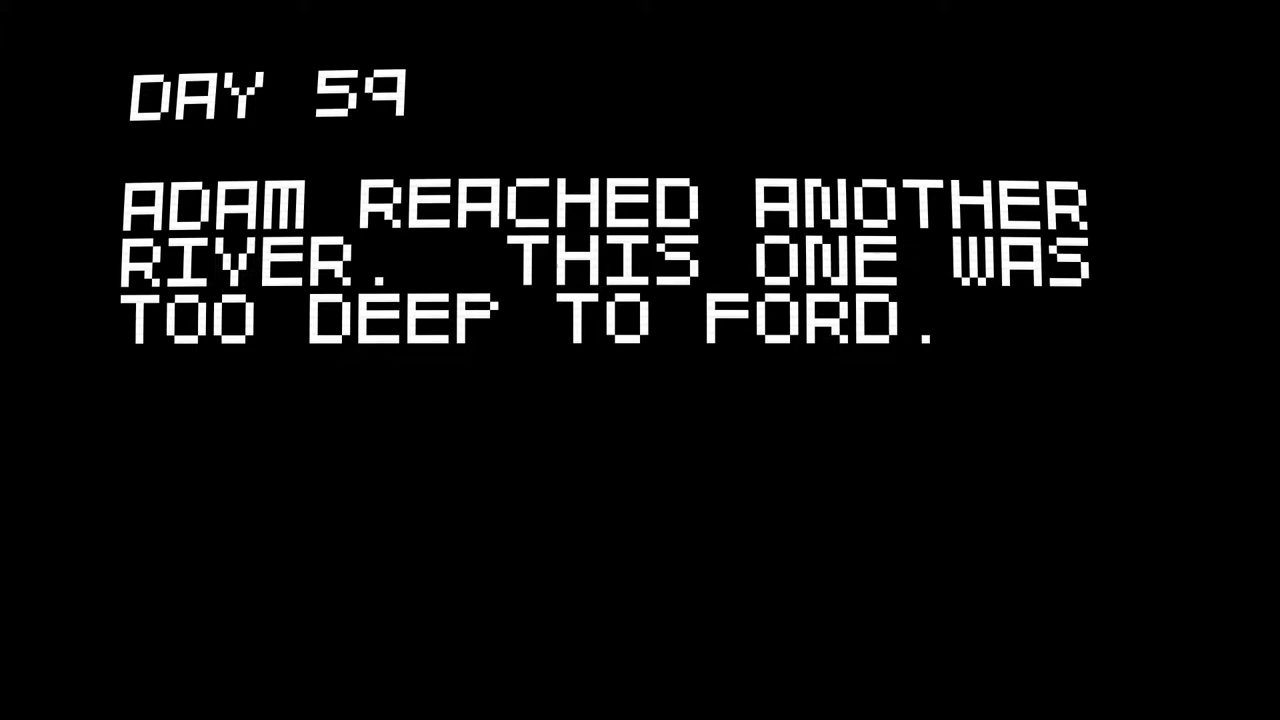 DAY 59
ADAM REACHED ANOTHER
RIVER.  THIS ONE WAS
TOO DEEP TO FORD.